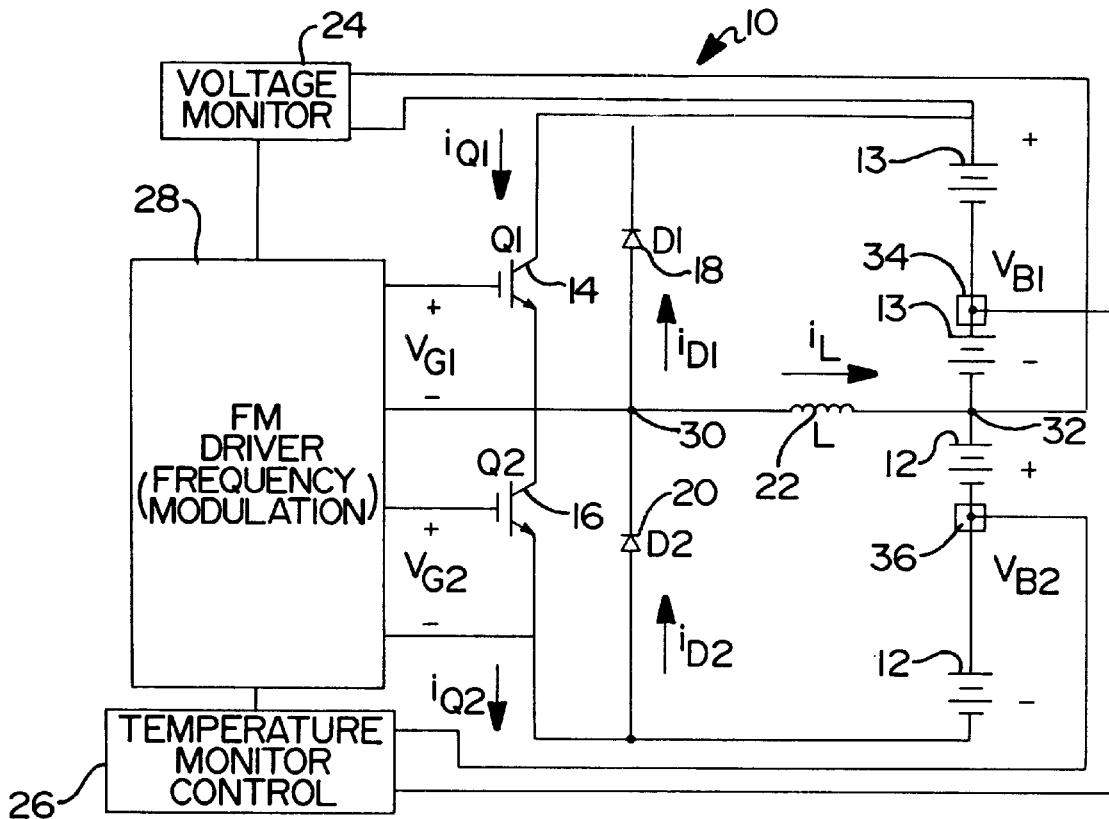 24
10
VOLTAGE
MONITOR
iQ1
13
+
28
Q1
D1
14
18
34
VB1
13
+
VG1
−
iD1
iL
−
FM
DRIVER
(FREQUENCY
MODULATION)
30
L
22
32
12
+
Q2
20
16
D2
36
VB2
+
VG2
−
iD2
12
−
iQ2
TEMPERATURE
MONITOR
CONTROL
26